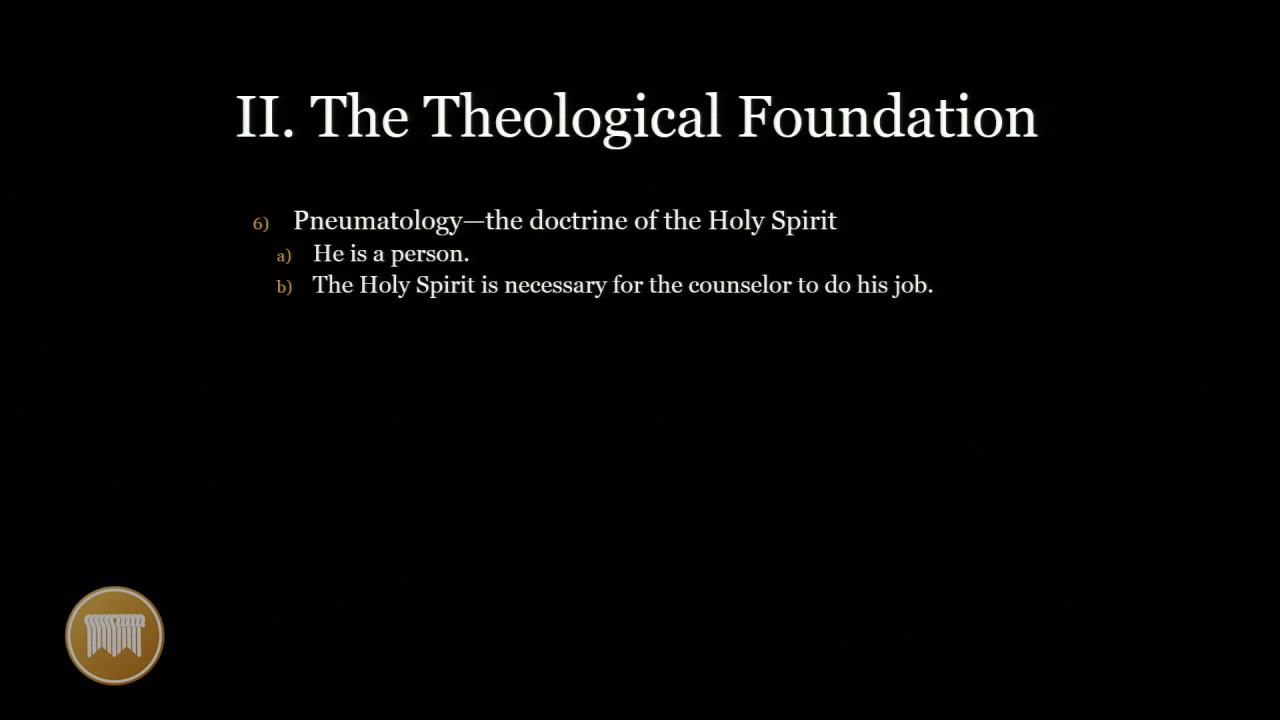 II. The Theological Foundation
6) Pneumatology—the doctrine of the Holy Spirit
a) He is a person.
b) The Holy Spirit is necessary for the counselor to do his job.